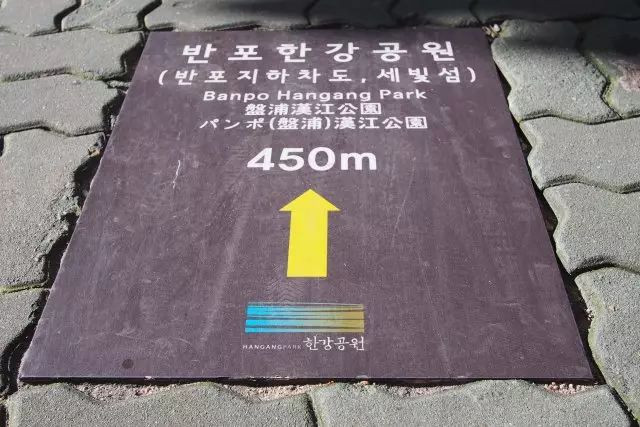 반포한강공원
(반포지하차도, 세빛섬)
Banpo Hangang Park
盤浦漢江公園
パンポ(盤浦)漢江公園
450m
HANGANGPARK 한강공원